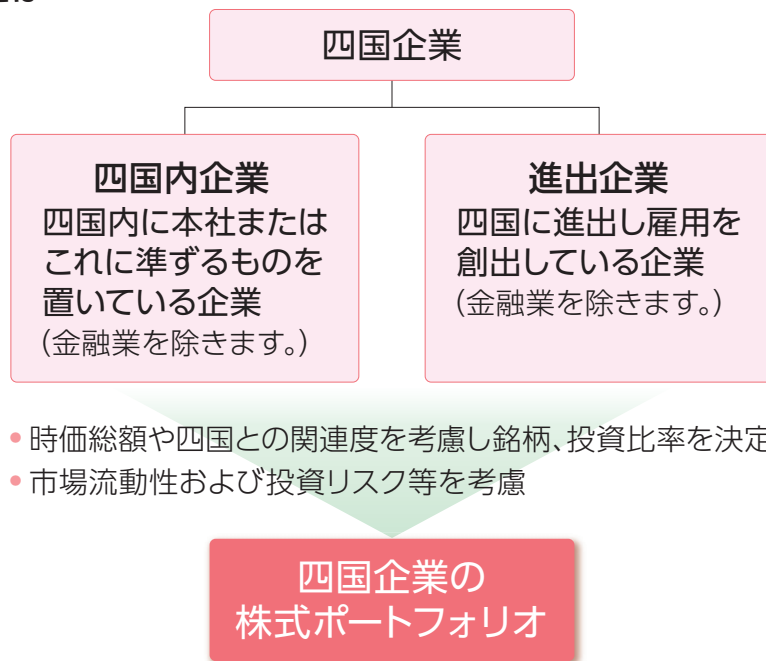 四国企業
四国内企業
四国内に本社または
これに準ずるものを
置いている企業
(金融業を除きます。)
進出企業
四国に進出し雇用を
創出している企業
(金融業を除きます。)
• 時価総額や四国との関連度を考慮し銘柄、投資比率を決定
• 市場流動性および投資リスク等を考慮
四国企業の
株式ポートフォリオ